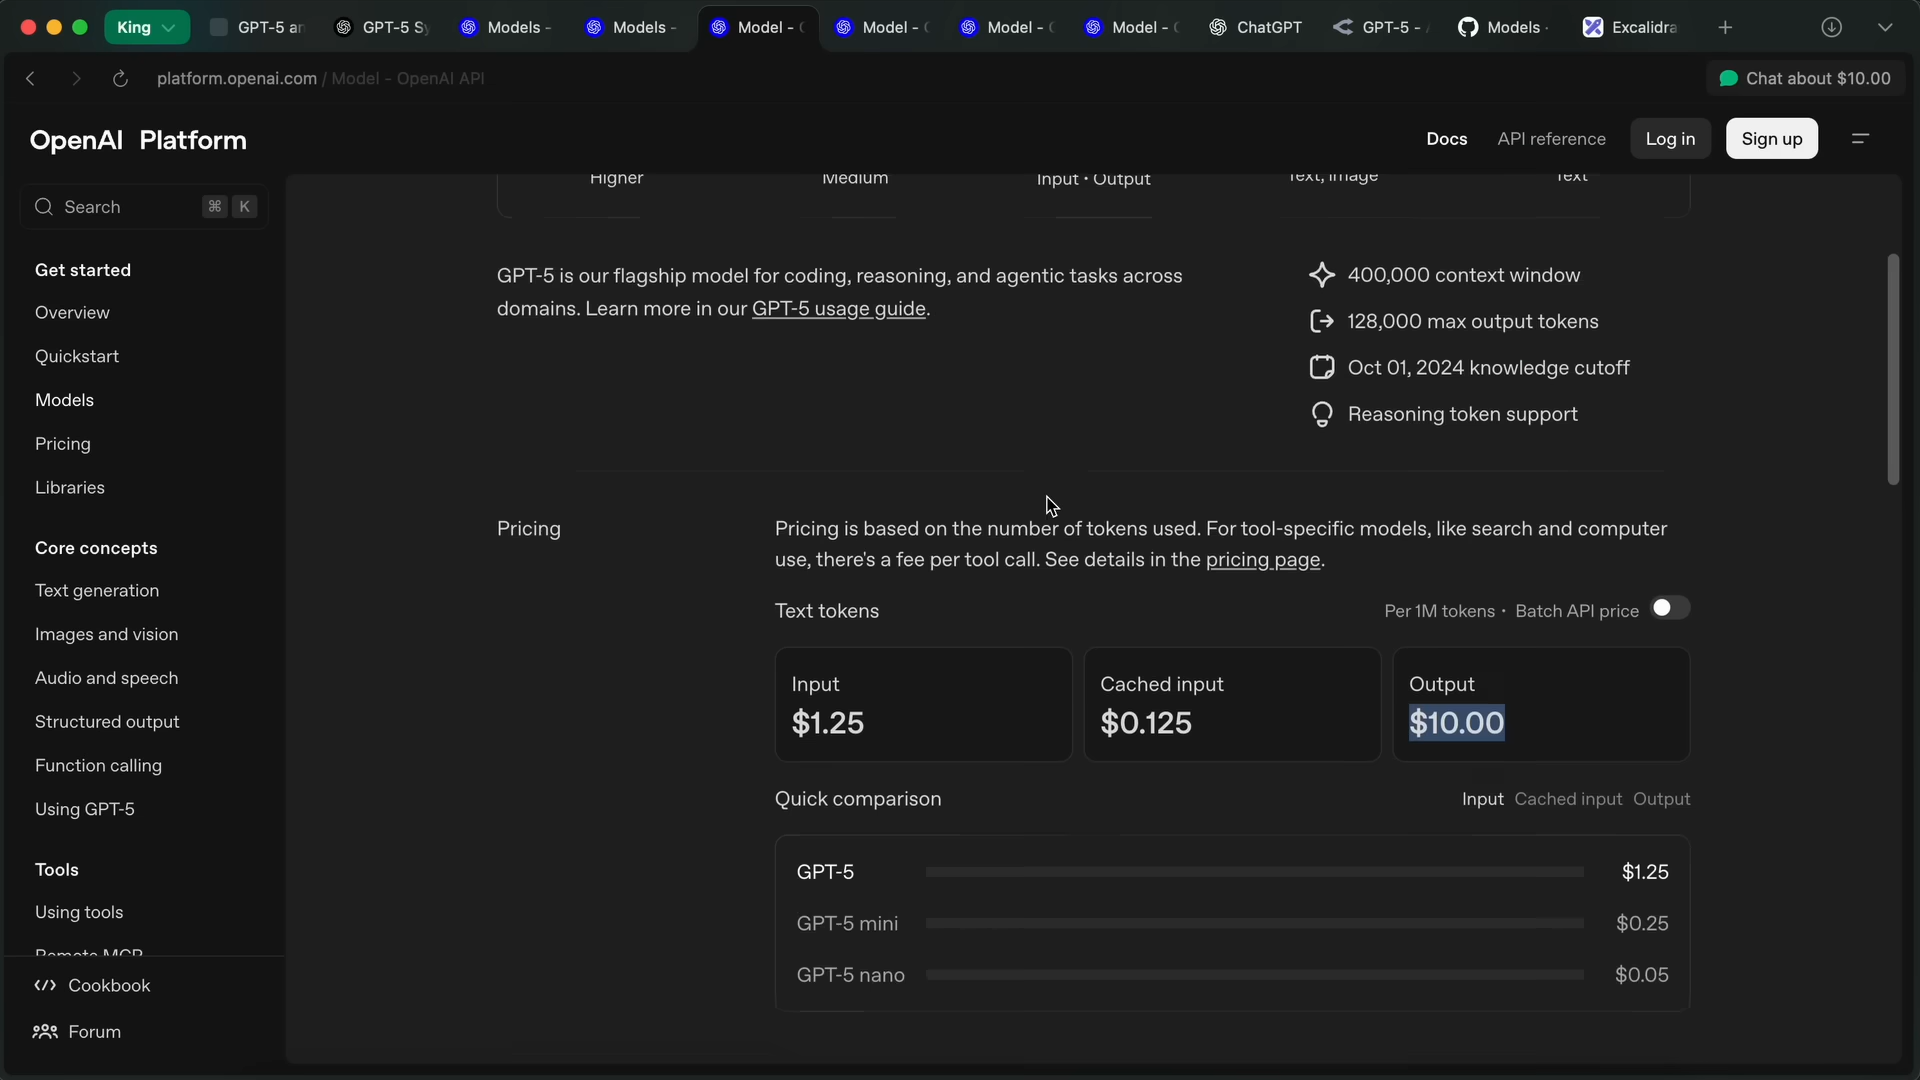 King
GPT-5 an
GPT-5 Sy
Models -
Models -
Model - 
Model - 
Model - 
Model - 
ChatGPT
GPT-5 - 
Models ·
Excalidra
platform.openai.com / Model - OpenAI API
Chat about $10.00
OpenAI Platform
Docs
API reference
Log in
Sign up
Search
⌘ K
Higher
Medium
Input • Output
Text, image
Text
Get started
Overview
Quickstart
Models
Pricing
Libraries
Core concepts
Text generation
Images and vision
Audio and speech
Structured output
Function calling
Using GPT-5
Tools
Using tools
Remote MCP
Cookbook
Forum
GPT-5 is our flagship model for coding, reasoning, and agentic tasks across
domains. Learn more in our GPT-5 usage guide.
400,000 context window
128,000 max output tokens
Oct 01, 2024 knowledge cutoff
Reasoning token support
Pricing
Pricing is based on the number of tokens used. For tool-specific models, like search and computer
use, there's a fee per tool call. See details in the pricing page.
Text tokens
Per 1M tokens • Batch API price
Input
$1.25
Cached input
$0.125
Output
$10.00
Quick comparison
Input Cached input Output
GPT-5 $1.25
GPT-5 mini $0.25
GPT-5 nano $0.05